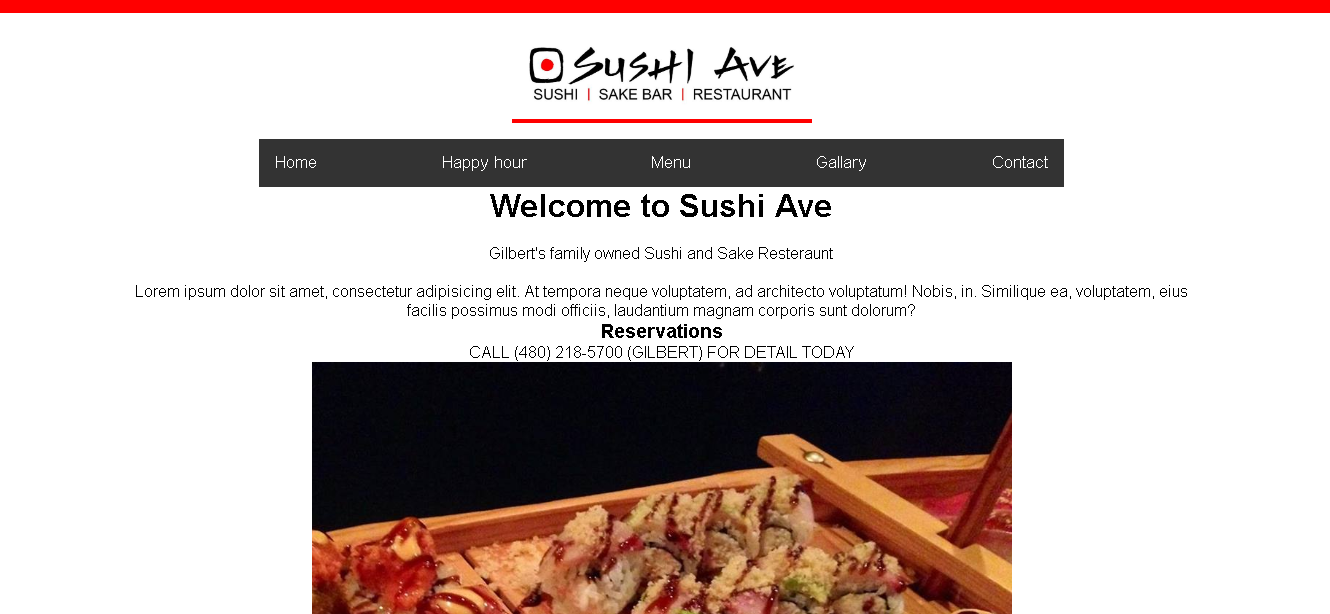 SUSHI AVE
SUSHI | SAKE BAR | RESTAURANT
Home Happy hour Menu Gallary Contact
Welcome to Sushi Ave
Gilbert's family owned Sushi and Sake Resteraunt
Lorem ipsum dolor sit amet, consectetur adipisicing elit. At tempora neque voluptatem, ad architecto voluptatum! Nobis, in. Similique ea, voluptatem, eius
facilis possimus modi officiis, laudantium magnam corporis sunt dolorum?
Reservations
CALL (480) 218-5700 (GILBERT) FOR DETAIL TODAY